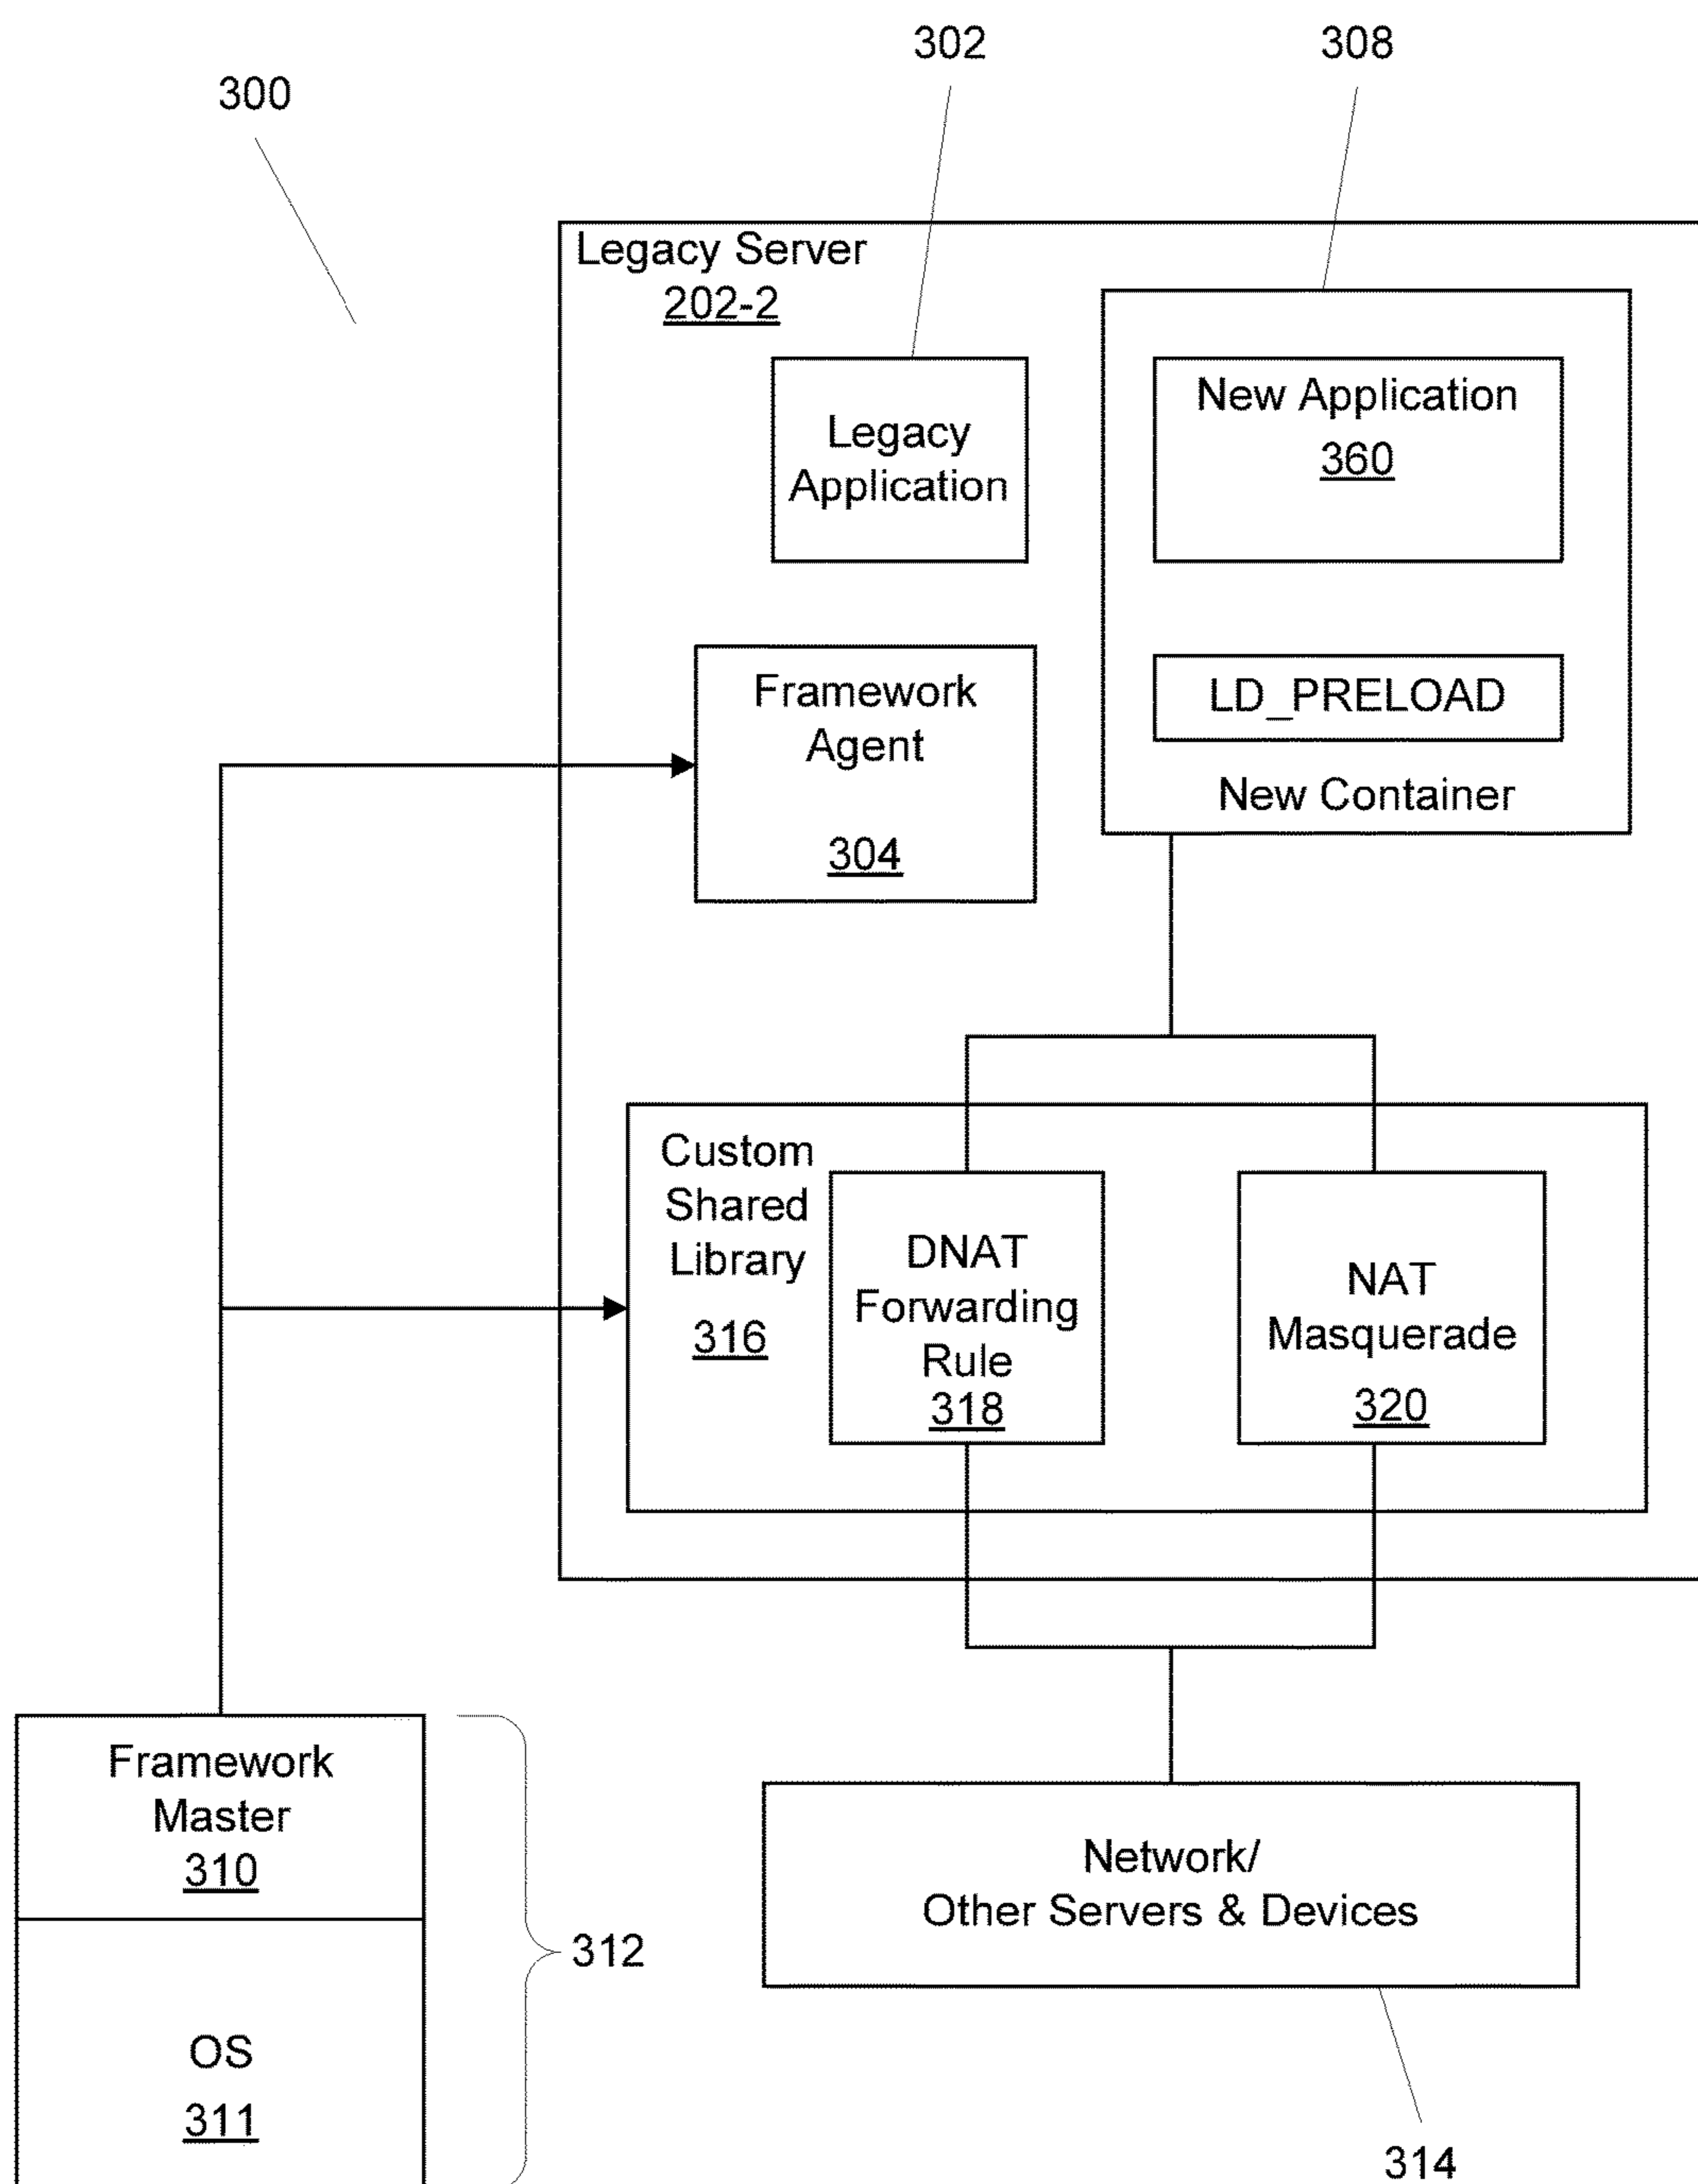 302
308
300
Legacy Server
202-2
Legacy
Application
New Application
360
LD_PRELOAD
New Container
Framework
Agent
304
Custom
Shared
Library
316
DNAT
Forwarding
Rule
318
NAT
Masquerade
320
Framework
Master
310
OS
311
312
Network/
Other Servers & Devices
314